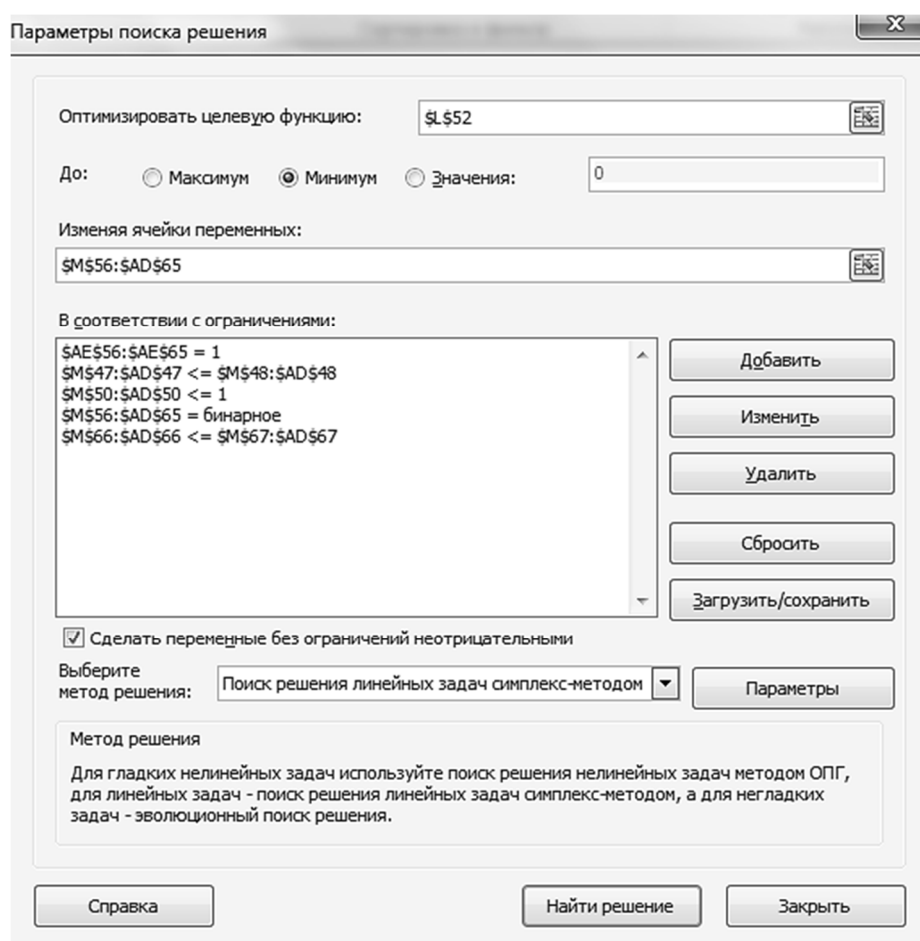 Параметры поиска решения
Оптимизировать целевую функцию:
$L$52
До:
Максимум
Минимум
Значения:
0
Изменяя ячейки переменных:
$M$56:$AD$65
В соответствии с ограничениями:
$AE$56:$AE$65 = 1
$M$47:$AD$47 <= $M$48:$AD$48
$M$50:$AD$50 <= 1
$M$56:$AD$65 = бинарное
$M$66:$AD$66 <= $M$67:$AD$67
Добавить
Изменить
Удалить
Сбросить
Загрузить/сохранить
Сделать переменные без ограничений неотрицательными
Выберите
метод решения:
Поиск решения линейных задач симплекс-методом
Параметры
Метод решения
Для гладких нелинейных задач используйте поиск решения нелинейных задач методом ОПГ,
для линейных задач - поиск решения линейных задач симплекс-методом, а для негладких
задач - эволюционный поиск решения.
Справка
Найти решение
Закрыть